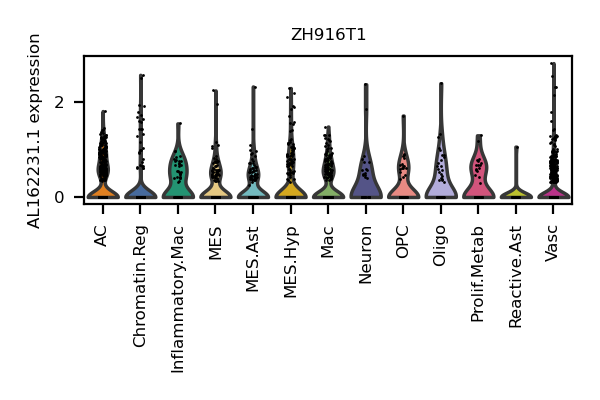 ZH916T1
AL162231.1 expression
2
0
AC
Chromatin.Reg
Inflammatory.Mac
MES
MES.Ast
MES.Hyp
Mac
Neuron
OPC
Oligo
Prolif.Metab
Reactive.Ast
Vasc